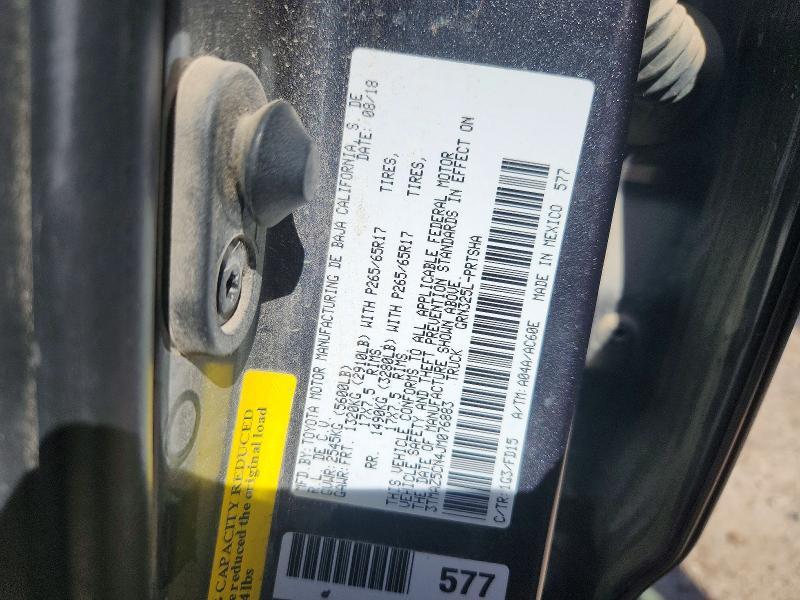 MFD.BY:TOYOTA MOTOR MANUFACTURING DE BAJA CALIFORNIA, S. DE
R.L. DE C.V. DATE: 08/18
GVWR: 2545KG (5600LB)
GAWR:FRT. 1320KG (2910LB) WITH P265/65R17 TIRES,
17X7.5 RIMS
RR. 1490KG (3280LB) WITH P265/65R17 TIRES,
17X7.5 RIMS.
THIS VEHICLE CONFORMS TO ALL APPLICABLE FEDERAL MOTOR
VEHICLE SAFETY AND THEFT PREVENTION STANDARDS IN EFFECT ON
THE DATE OF MANUFACTURE SHOWN ABOVE.
TRUCK GRN325L-PRTSHA
C/TR: 1G3/FD15 A/TM: A04A/AC60E MADE IN MEXICO 577
CAPACITY REDUCED
reduced the original load
lbs
577